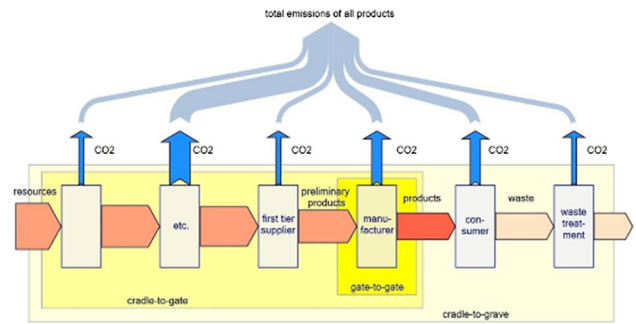 total emissions of all products
CO2
CO2
CO2
CO2
CO2
CO2
resources
etc.
first tier
supplier
preliminary
products
manu-
facturer
products
con-
sumer
waste
waste
treat-
ment
gate-to-gate
cradle-to-gate
cradle-to-grave